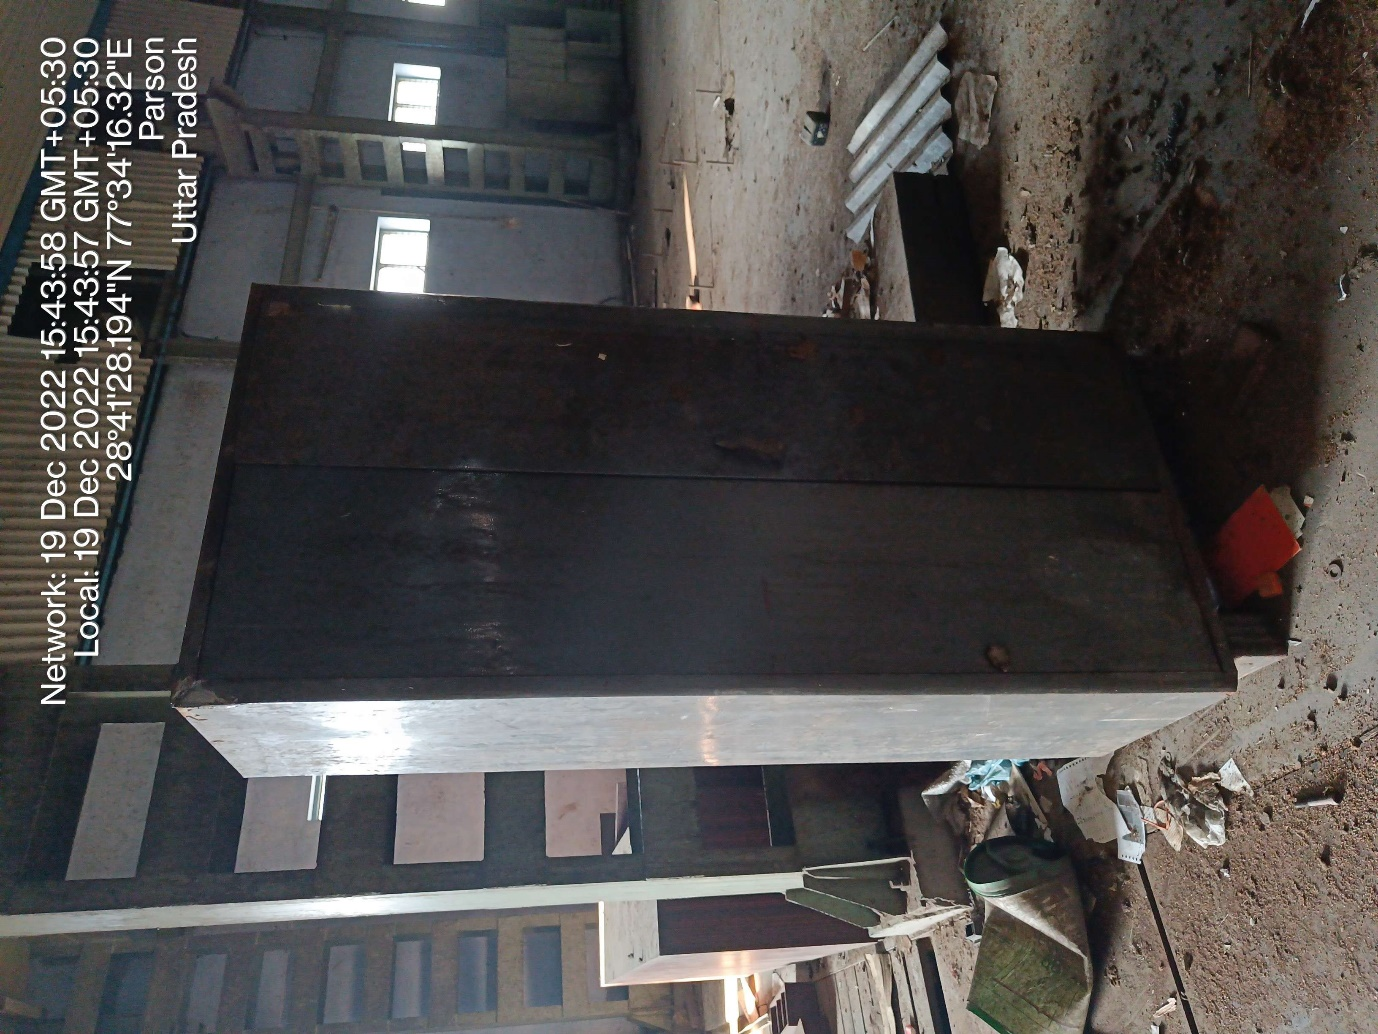 Network: 19 Dec 2022 15:43:58 GMT+05:30
Local: 19 Dec 2022 15:43:57 GMT+05:30
28°41'28.194"N 77°34'16.32"E
Parson
Uttar Pradesh